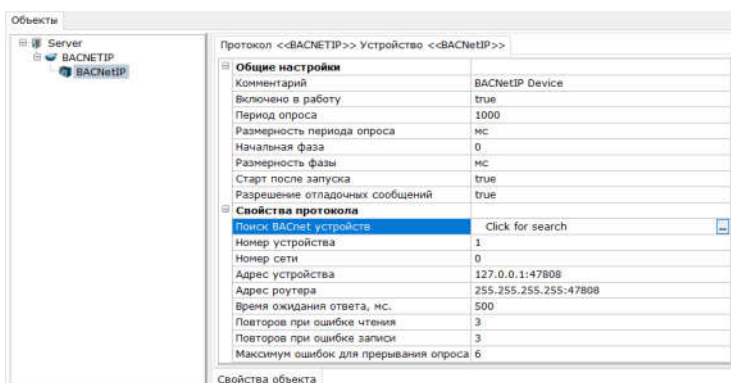 Объекты
Server
BACNETIP
BACNetIP
Протокол <<BACNETIP>> Устройство <<BACNetIP>>
Общие настройки
Комментарий BACNetIP Device
Включено в работу true
Период опроса 1000
Размерность периода опроса мс
Начальная фаза 0
Размерность фазы мс
Старт после запуска true
Разрешение отладочных сообщений true
Свойства протокола
Поиск BACnet устройств Click for search ...
Номер устройства 1
Номер сети 0
Адрес устройства 127.0.0.1:47808
Адрес роутера 255.255.255.255:47808
Время ожидания ответа, мс. 500
Повторов при ошибке чтения 3
Повторов при ошибке записи 3
Максимум ошибок для прерывания опроса 6
Свойства объекта